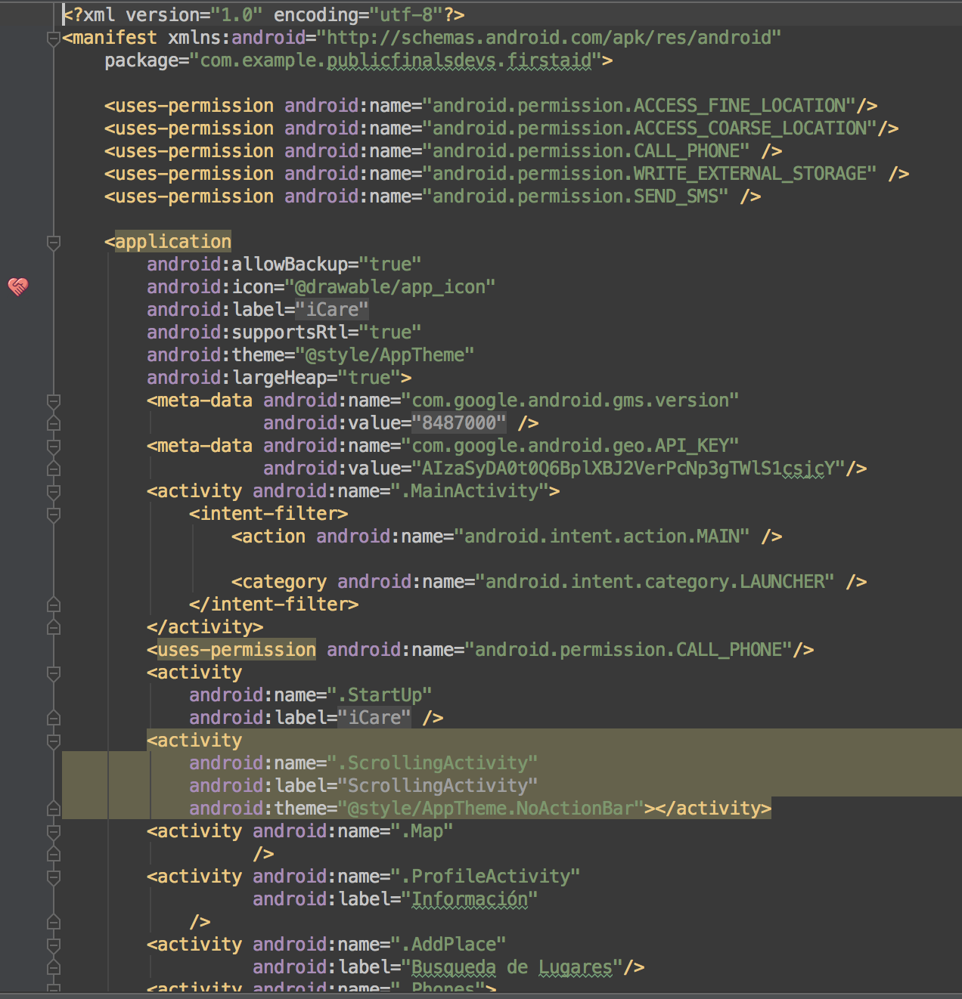 <?xml version="1.0" encoding="utf-8"?>
<manifest xmlns:android="http://schemas.android.com/apk/res/android"
    package="com.example.publicfinalsdevs.firstaid">

    <uses-permission android:name="android.permission.ACCESS_FINE_LOCATION"/>
    <uses-permission android:name="android.permission.ACCESS_COARSE_LOCATION"/>
    <uses-permission android:name="android.permission.CALL_PHONE" />
    <uses-permission android:name="android.permission.WRITE_EXTERNAL_STORAGE" />
    <uses-permission android:name="android.permission.SEND_SMS" />

    <application
        android:allowBackup="true"
        android:icon="@drawable/app_icon"
        android:label="iCare"
        android:supportsRtl="true"
        android:theme="@style/AppTheme"
        android:largeHeap="true">
        <meta-data android:name="com.google.android.gms.version"
                   android:value="8487000" />
        <meta-data android:name="com.google.android.geo.API_KEY"
                   android:value="AIzaSyDA0t0Q6BplXBJ2VerPcNp3gTWlS1csjcY"/>
        <activity android:name=".MainActivity">
            <intent-filter>
                <action android:name="android.intent.action.MAIN" />

                <category android:name="android.intent.category.LAUNCHER" />
            </intent-filter>
        </activity>
        <uses-permission android:name="android.permission.CALL_PHONE"/>
        <activity
            android:name=".StartUp"
            android:label="iCare" />
        <activity
            android:name=".ScrollingActivity"
            android:label="ScrollingActivity"
            android:theme="@style/AppTheme.NoActionBar"></activity>
        <activity android:name=".Map"
                  />
        <activity android:name=".ProfileActivity"
                  android:label="Información"
            />
        <activity android:name=".AddPlace"
                  android:label="Busqueda de Lugares"/>
        <activity android:name=".Phones">